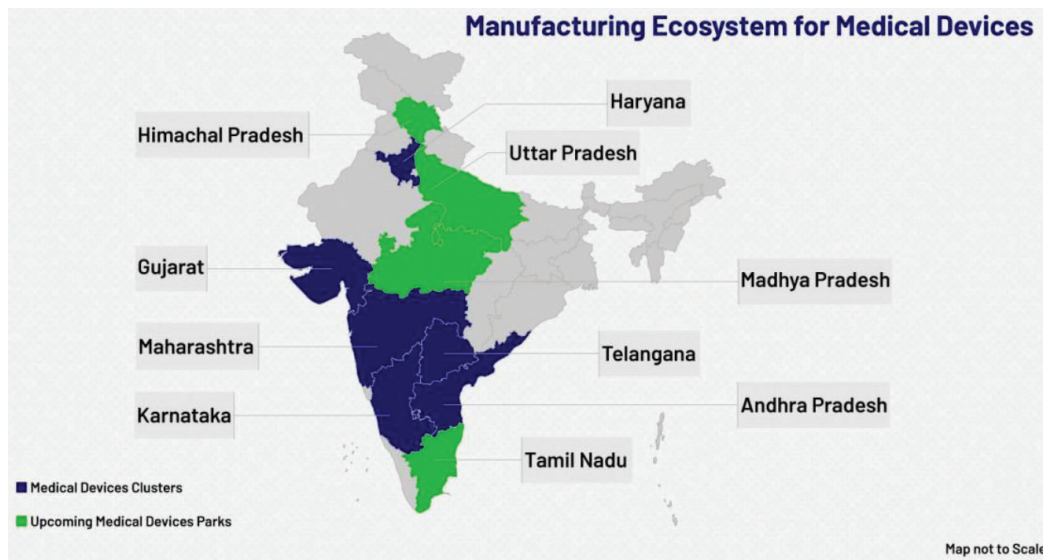 Manufacturing Ecosystem for Medical Devices
Haryana
Himachal Pradesh
Uttar Pradesh
Gujarat
Madhya Pradesh
Maharashtra
Telangana
Karnataka
Andhra Pradesh
Tamil Nadu
Medical Devices Clusters
Upcoming Medical Devices Parks
Map not to Scale